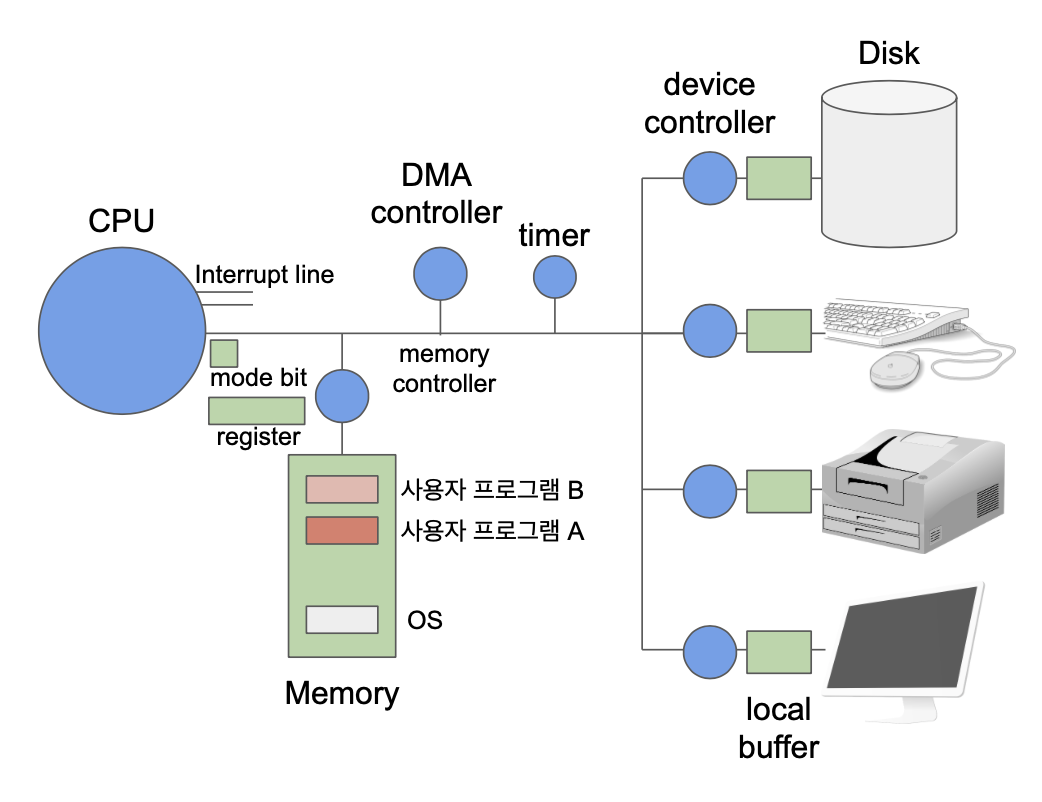 Disk
device
controller
DMA
controller
CPU
timer
Interrupt line
memory
controller
mode bit
register
사용자 프로그램 B
사용자 프로그램 A
OS
Memory
local
buffer